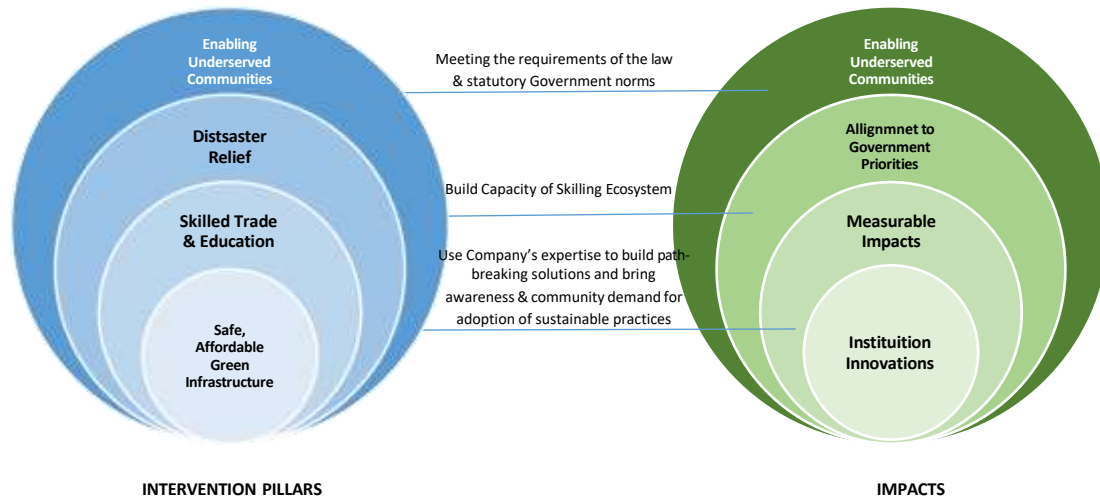 Enabling
Underserved
Communities
Distsaster
Relief
Skilled Trade
& Education
Safe,
Affordable
Green
Infrastructure
INTERVENTION PILLARS
Meeting the requirements of the law
& statutory Government norms
Build Capacity of Skilling Ecosystem
Use Company’s expertise to build path-
breaking solutions and bring
awareness & community demand for
adoption of sustainable practices
Enabling
Underserved
Communities
Allignmnet to
Government
Priorities
Measurable
Impacts
Instituition
Innovations
IMPACTS